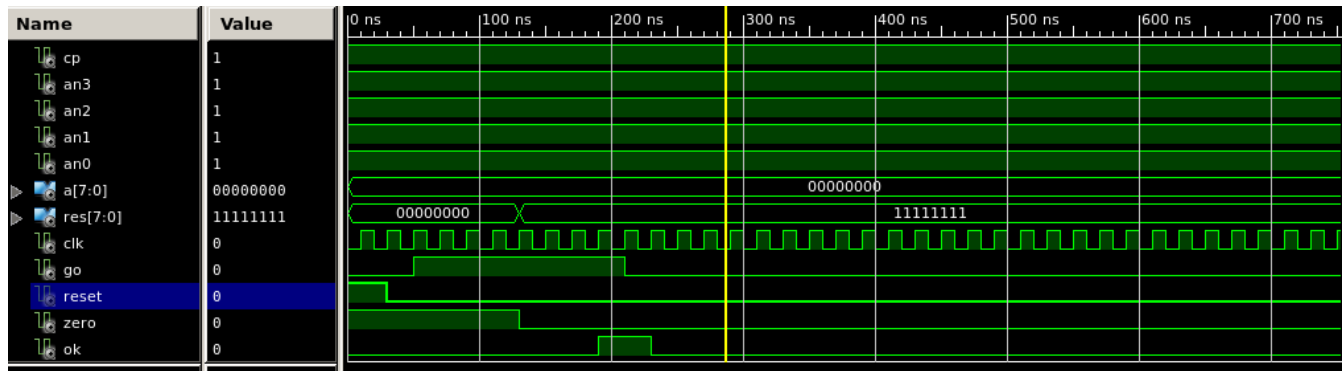 Name Value 0 ns 100 ns 200 ns 300 ns 400 ns 500 ns 600 ns 700 ns
cp 1
an3 1
an2 1
an1 1
an0 1
a[7:0] 00000000 00000000
res[7:0] 11111111 00000000 11111111
clk 0
go 0
reset 0
zero 0
ok 0